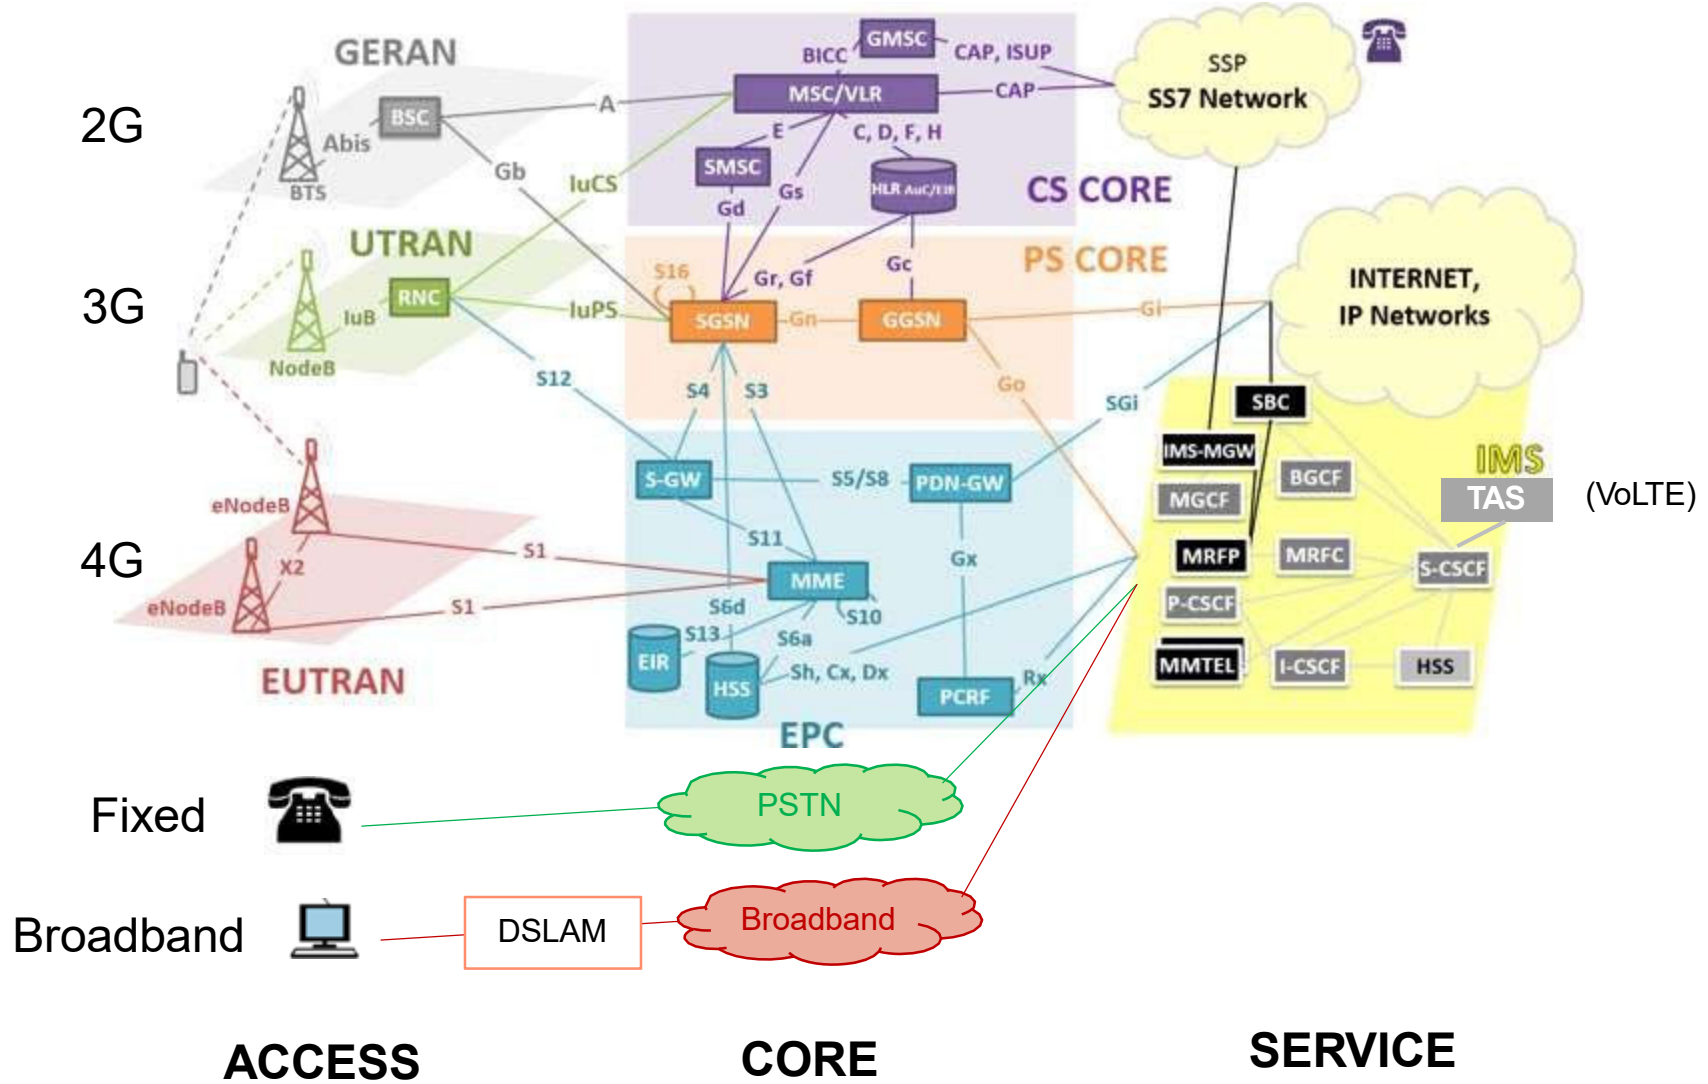 GERAN
2G
BSC
Abis
BTS
A
Gb
IuCS
GMSC
BICC
CAP, ISUP
MSC/VLR
CAP
E
C, D, F, H
SMSC
Gs
HLR AuC/EIR
Gd
CS CORE
SSP
SS7 Network
UTRAN
3G
RNC
IuB
NodeB
IuPS
S12
PS CORE
S16
Gr, Gf
Gc
SGSN
Gn
GGSN
Gi
S4
S3
Go
SGi
INTERNET,
IP Networks
4G
eNodeB
X2
eNodeB
S1
S1
EUTRAN
S-GW
S5/S8
PDN-GW
S11
Gx
MME
S6d
S10
S13
S6a
EIR
HSS
Sh, Cx, Dx
PCRF
Rx
EPC
SBC
IMS-MGW
IMS
BGCF
MGCF
TAS
(VoLTE)
MRFP
MRFC
S-CSCF
P-CSCF
MMTEL
I-CSCF
HSS
Fixed
PSTN
Broadband
DSLAM
Broadband
ACCESS
CORE
SERVICE